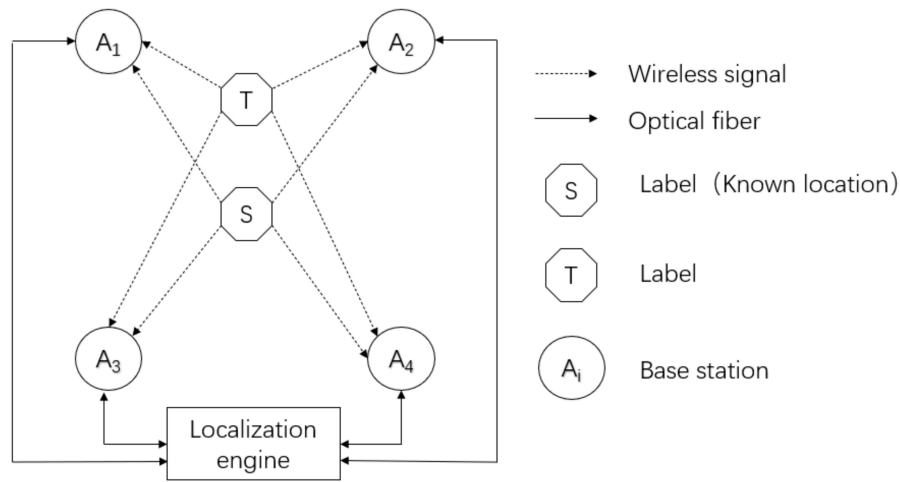 A₁
A₂
T
S
A₃
A₄
Localization
engine
Wireless signal
Optical fiber
S
Label（Known location）
T
Label
Aᵢ
Base station